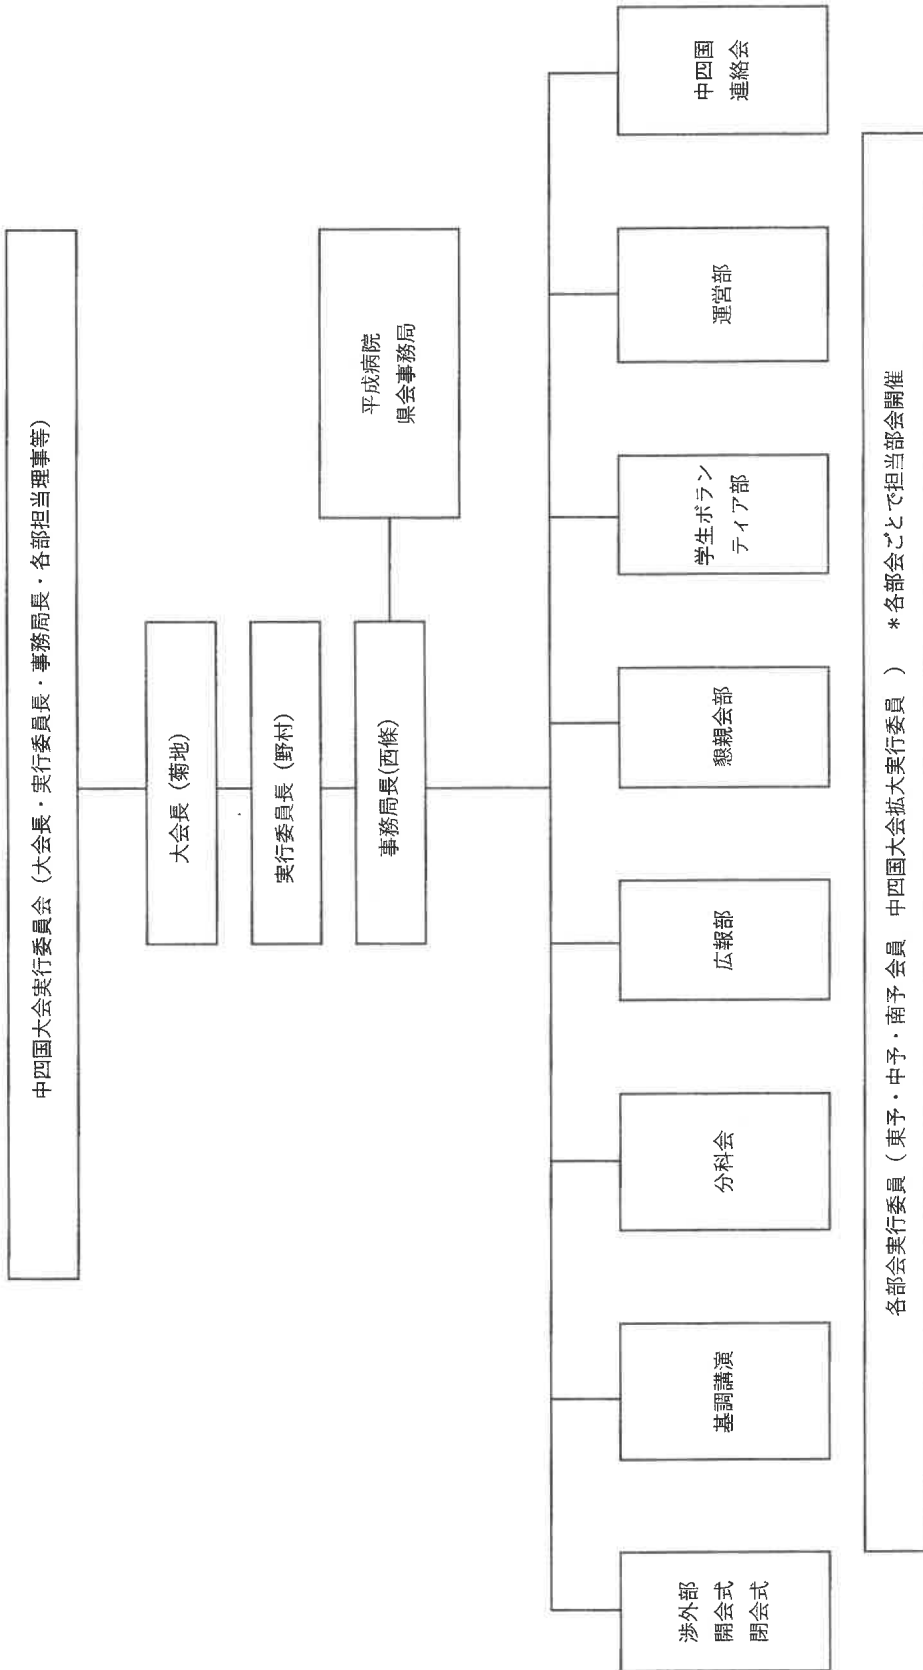 中四国大会実行委員会（大会長・実行委員長・事務局長・各部担当理事等）
大会長（菊地）
実行委員長（野村）
事務局長(西條)
平成病院
県会事務局
渉外部
開会式
閉会式
基調講演
分科会
広報部
懇親会部
学生ボラン
ティア部
運営部
中四国
連絡会
各部会実行委員（東予・中予・南予会員　中四国大会拡大実行委員　）　＊各部会ごとで担当部会開催